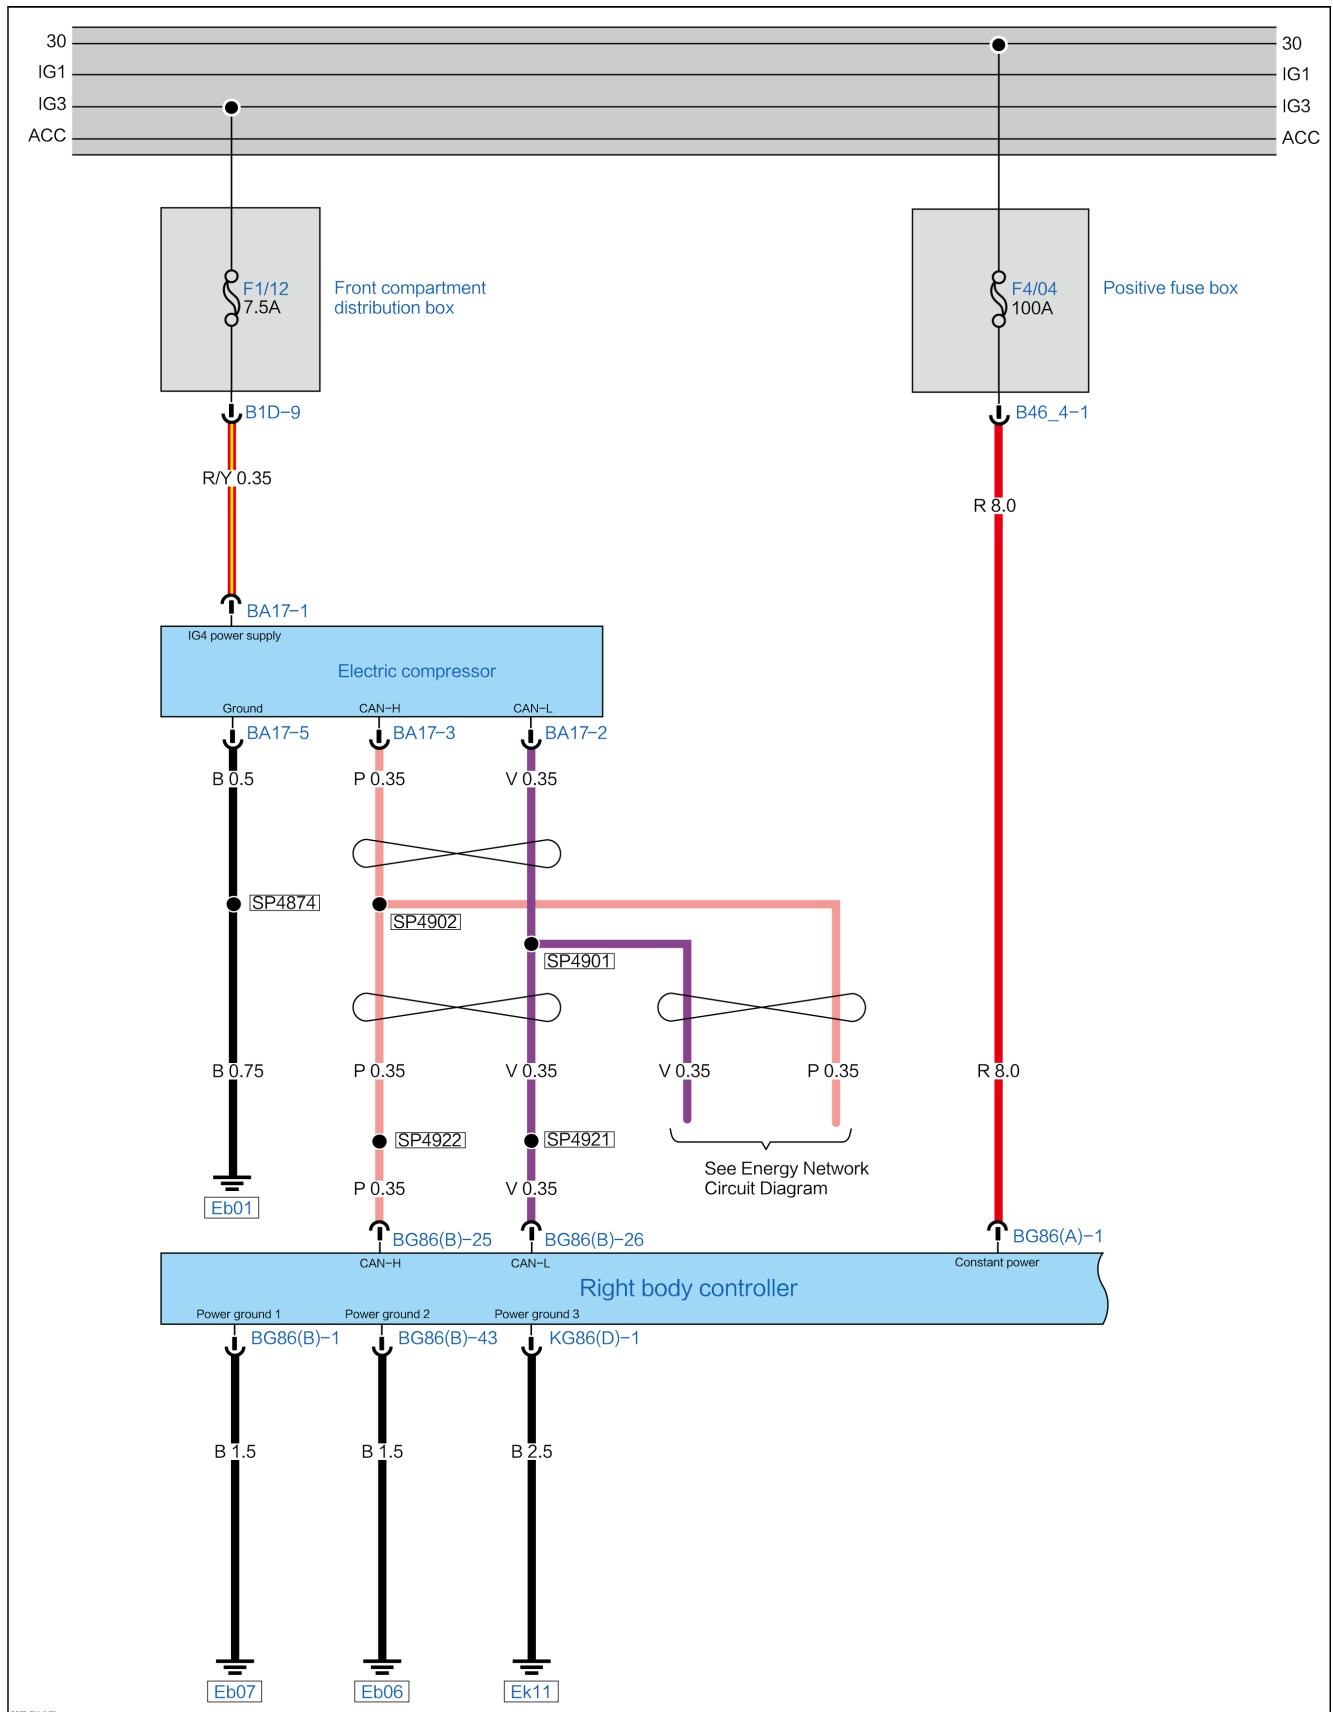 30
30
IG1
IG1
IG3
IG3
ACC
ACC
F1/12
7.5A
Front compartment
distribution box
F4/04
100A
Positive fuse box
B1D-9
B46_4-1
R/Y 0.35
R 8.0
BA17-1
IG4 power supply
Electric compressor
Ground
CAN-H
CAN-L
BA17-5
BA17-3
BA17-2
B 0.5
P 0.35
V 0.35
SP4874
SP4902
SP4901
B 0.75
P 0.35
V 0.35
V 0.35
P 0.35
R 8.0
SP4922
SP4921
See Energy Network
Circuit Diagram
P 0.35
V 0.35
Eb01
BG86(B)-25
BG86(B)-26
BG86(A)-1
CAN-H
CAN-L
Constant power
Right body controller
Power ground 1
Power ground 2
Power ground 3
BG86(B)-1
BG86(B)-43
KG86(D)-1
B 1.5
B 1.5
B 2.5
Eb07
Eb06
Ek11